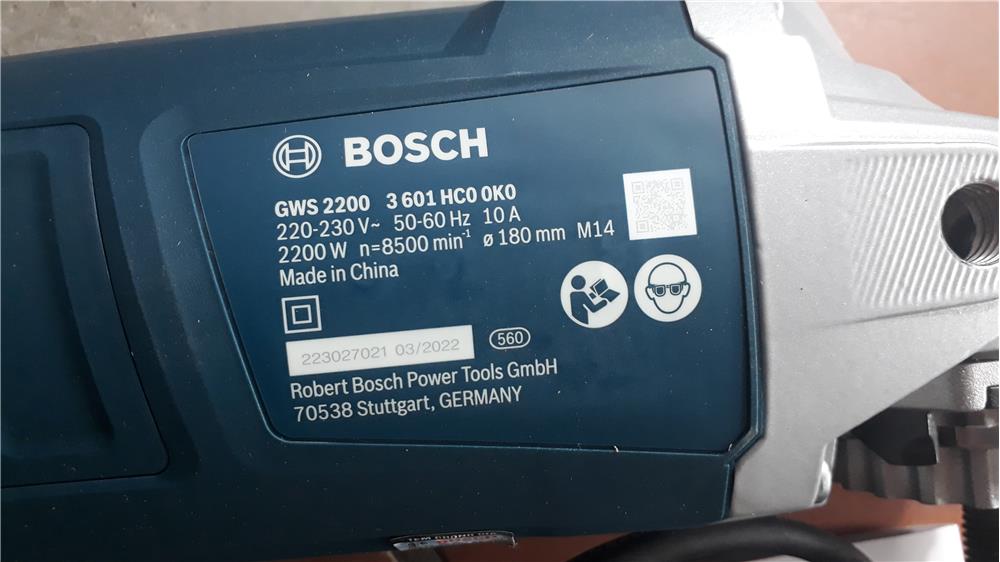 BOSCH
GWS 2200 3 601 HC0 0K0
220-230 V~ 50-60 Hz 10 A
2200 W n=8500 min⁻¹ ø 180 mm M14
Made in China
223027021 03/2022
560
Robert Bosch Power Tools GmbH
70538 Stuttgart, GERMANY